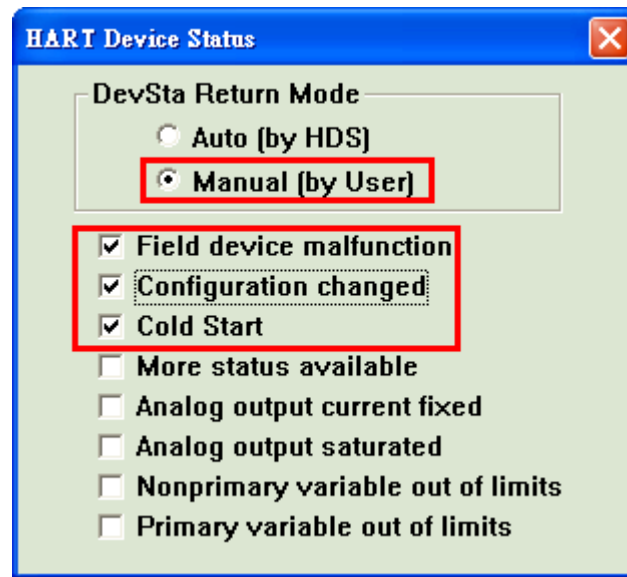 HART Device Status
DevSta Return Mode
Auto (by HDS)
Manual (by User)
Field device malfunction
Configuration changed
Cold Start
More status available
Analog output current fixed
Analog output saturated
Nonprimary variable out of limits
Primary variable out of limits